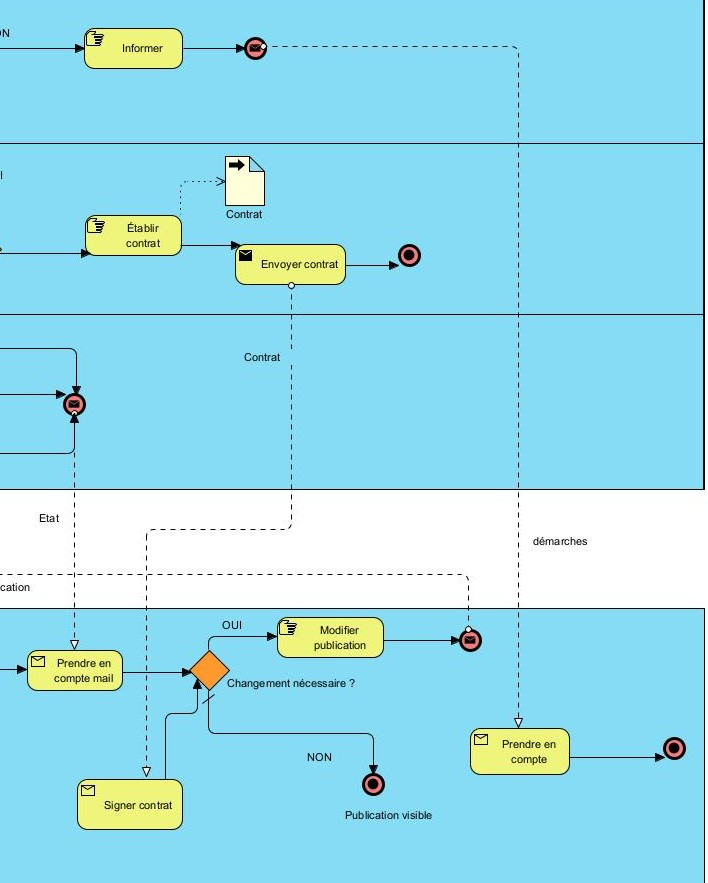 ON
Informer
I
Contrat
Établir
contrat
Envoyer contrat
Contrat
Etat
démarches
cation
OUI
Modifier
publication
Prendre en
compte mail
Changement nécessaire ?
Prendre en
compte
NON
Signer contrat
Publication visible